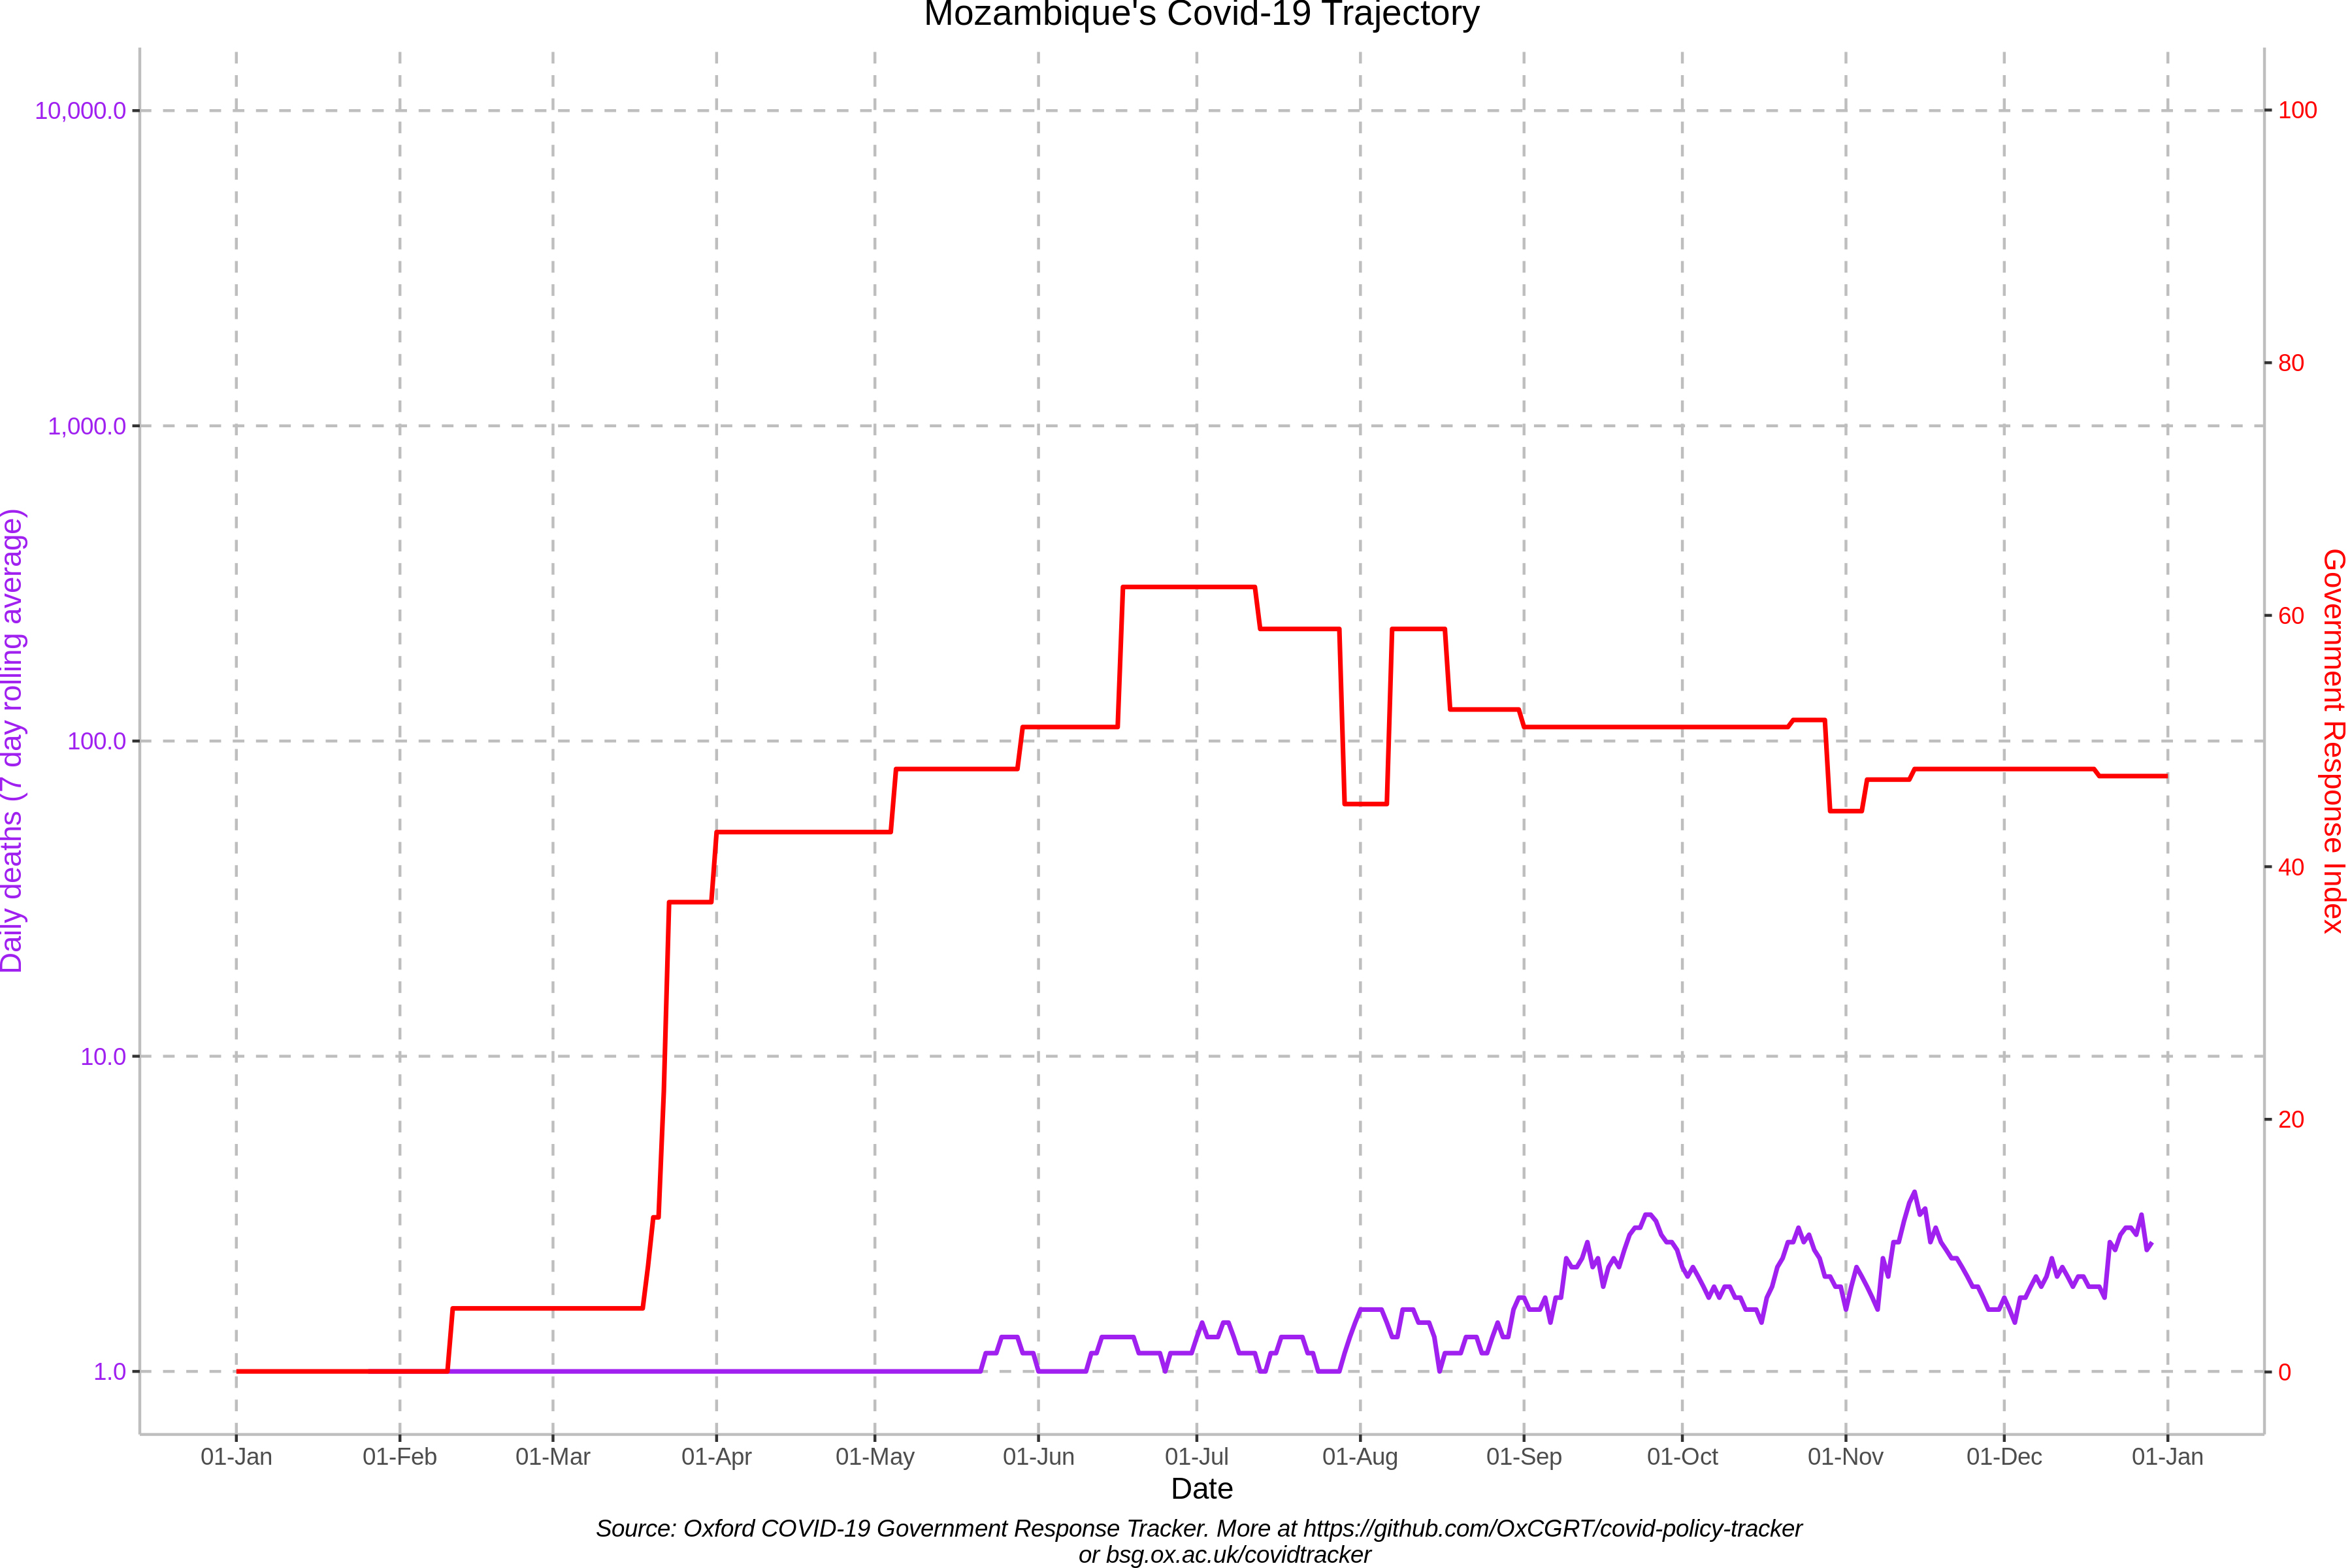 Mozambique's Covid-19 Trajectory
10,000.0
1,000.0
100.0
10.0
1.0
Daily deaths (7 day rolling average)
100
80
60
40
20
0
Government Response Index
01-Jan 01-Feb 01-Mar 01-Apr 01-May 01-Jun 01-Jul 01-Aug 01-Sep 01-Oct 01-Nov 01-Dec 01-Jan
Date
Source: Oxford COVID-19 Government Response Tracker. More at https://github.com/OxCGRT/covid-policy-tracker
or bsg.ox.ac.uk/covidtracker